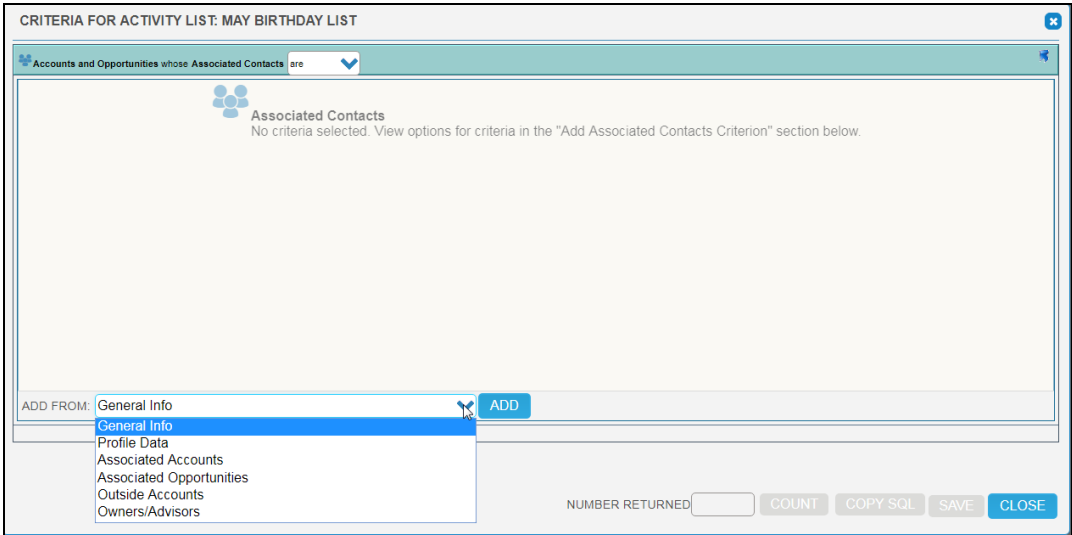 CRITERIA FOR ACTIVITY LIST: MAY BIRTHDAY LIST
Accounts and Opportunities whose Associated Contacts are
Associated Contacts
No criteria selected. View options for criteria in the "Add Associated Contacts Criterion" section below.
ADD FROM: General Info ADD
General Info
Profile Data
Associated Accounts
Associated Opportunities
Outside Accounts
Owners/Advisors
NUMBER RETURNED COUNT COPY SQL SAVE CLOSE